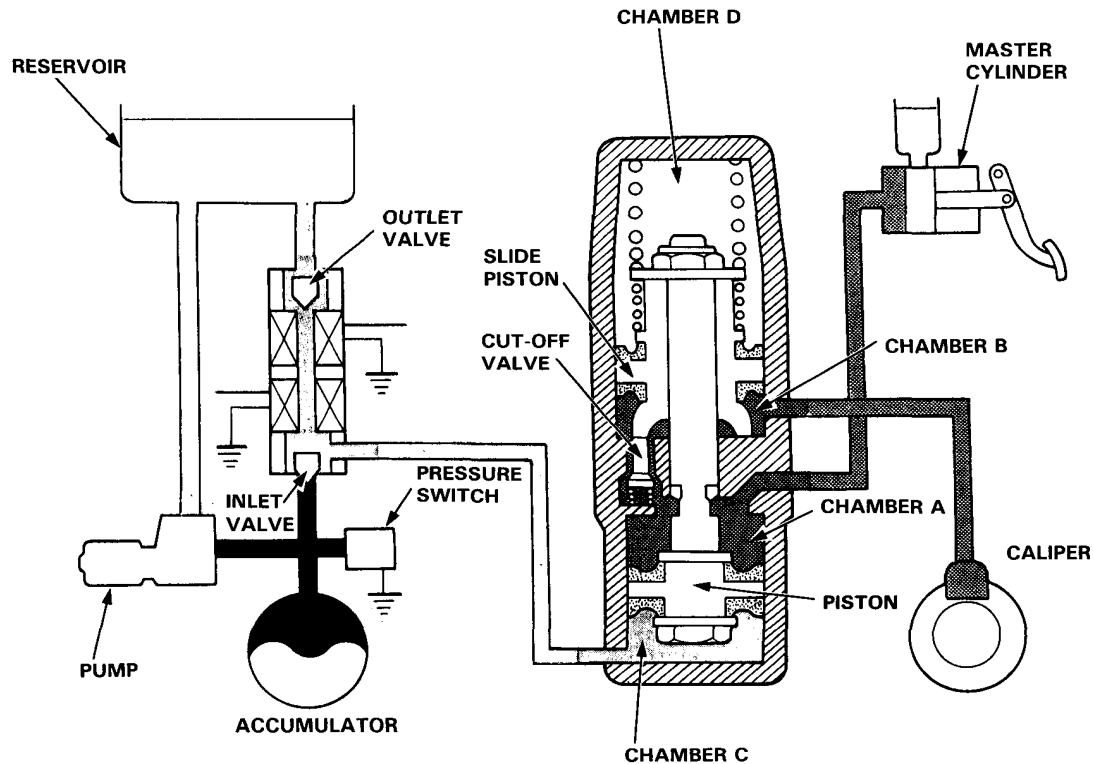 CHAMBER D
MASTER
CYLINDER
RESERVOIR
OUTLET
VALVE
SLIDE
PISTON
CUT-OFF
VALVE
CHAMBER B
PRESSURE
SWITCH
INLET
VALVE
CHAMBER A
CALIPER
PISTON
PUMP
ACCUMULATOR
CHAMBER C